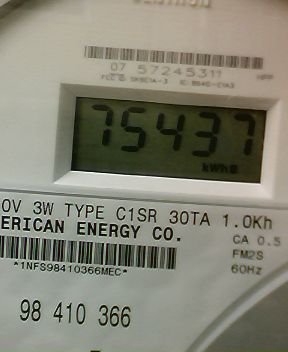 07 57245311
75437
kWh
0V 3W TYPE C1SR 30TA 1.0Kh
ERICAN ENERGY CO.
CA 0.5
FM2S
*1NFS98410366MEC*
60Hz
98 410 366